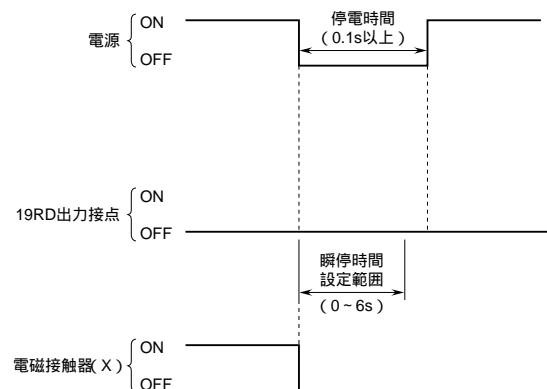 電源
ON
OFF
停電時間
(0.1s以上)
19RD出力接点
ON
OFF
瞬停時間
設定範囲
(0~6s)
電磁接触器(X)
ON
OFF